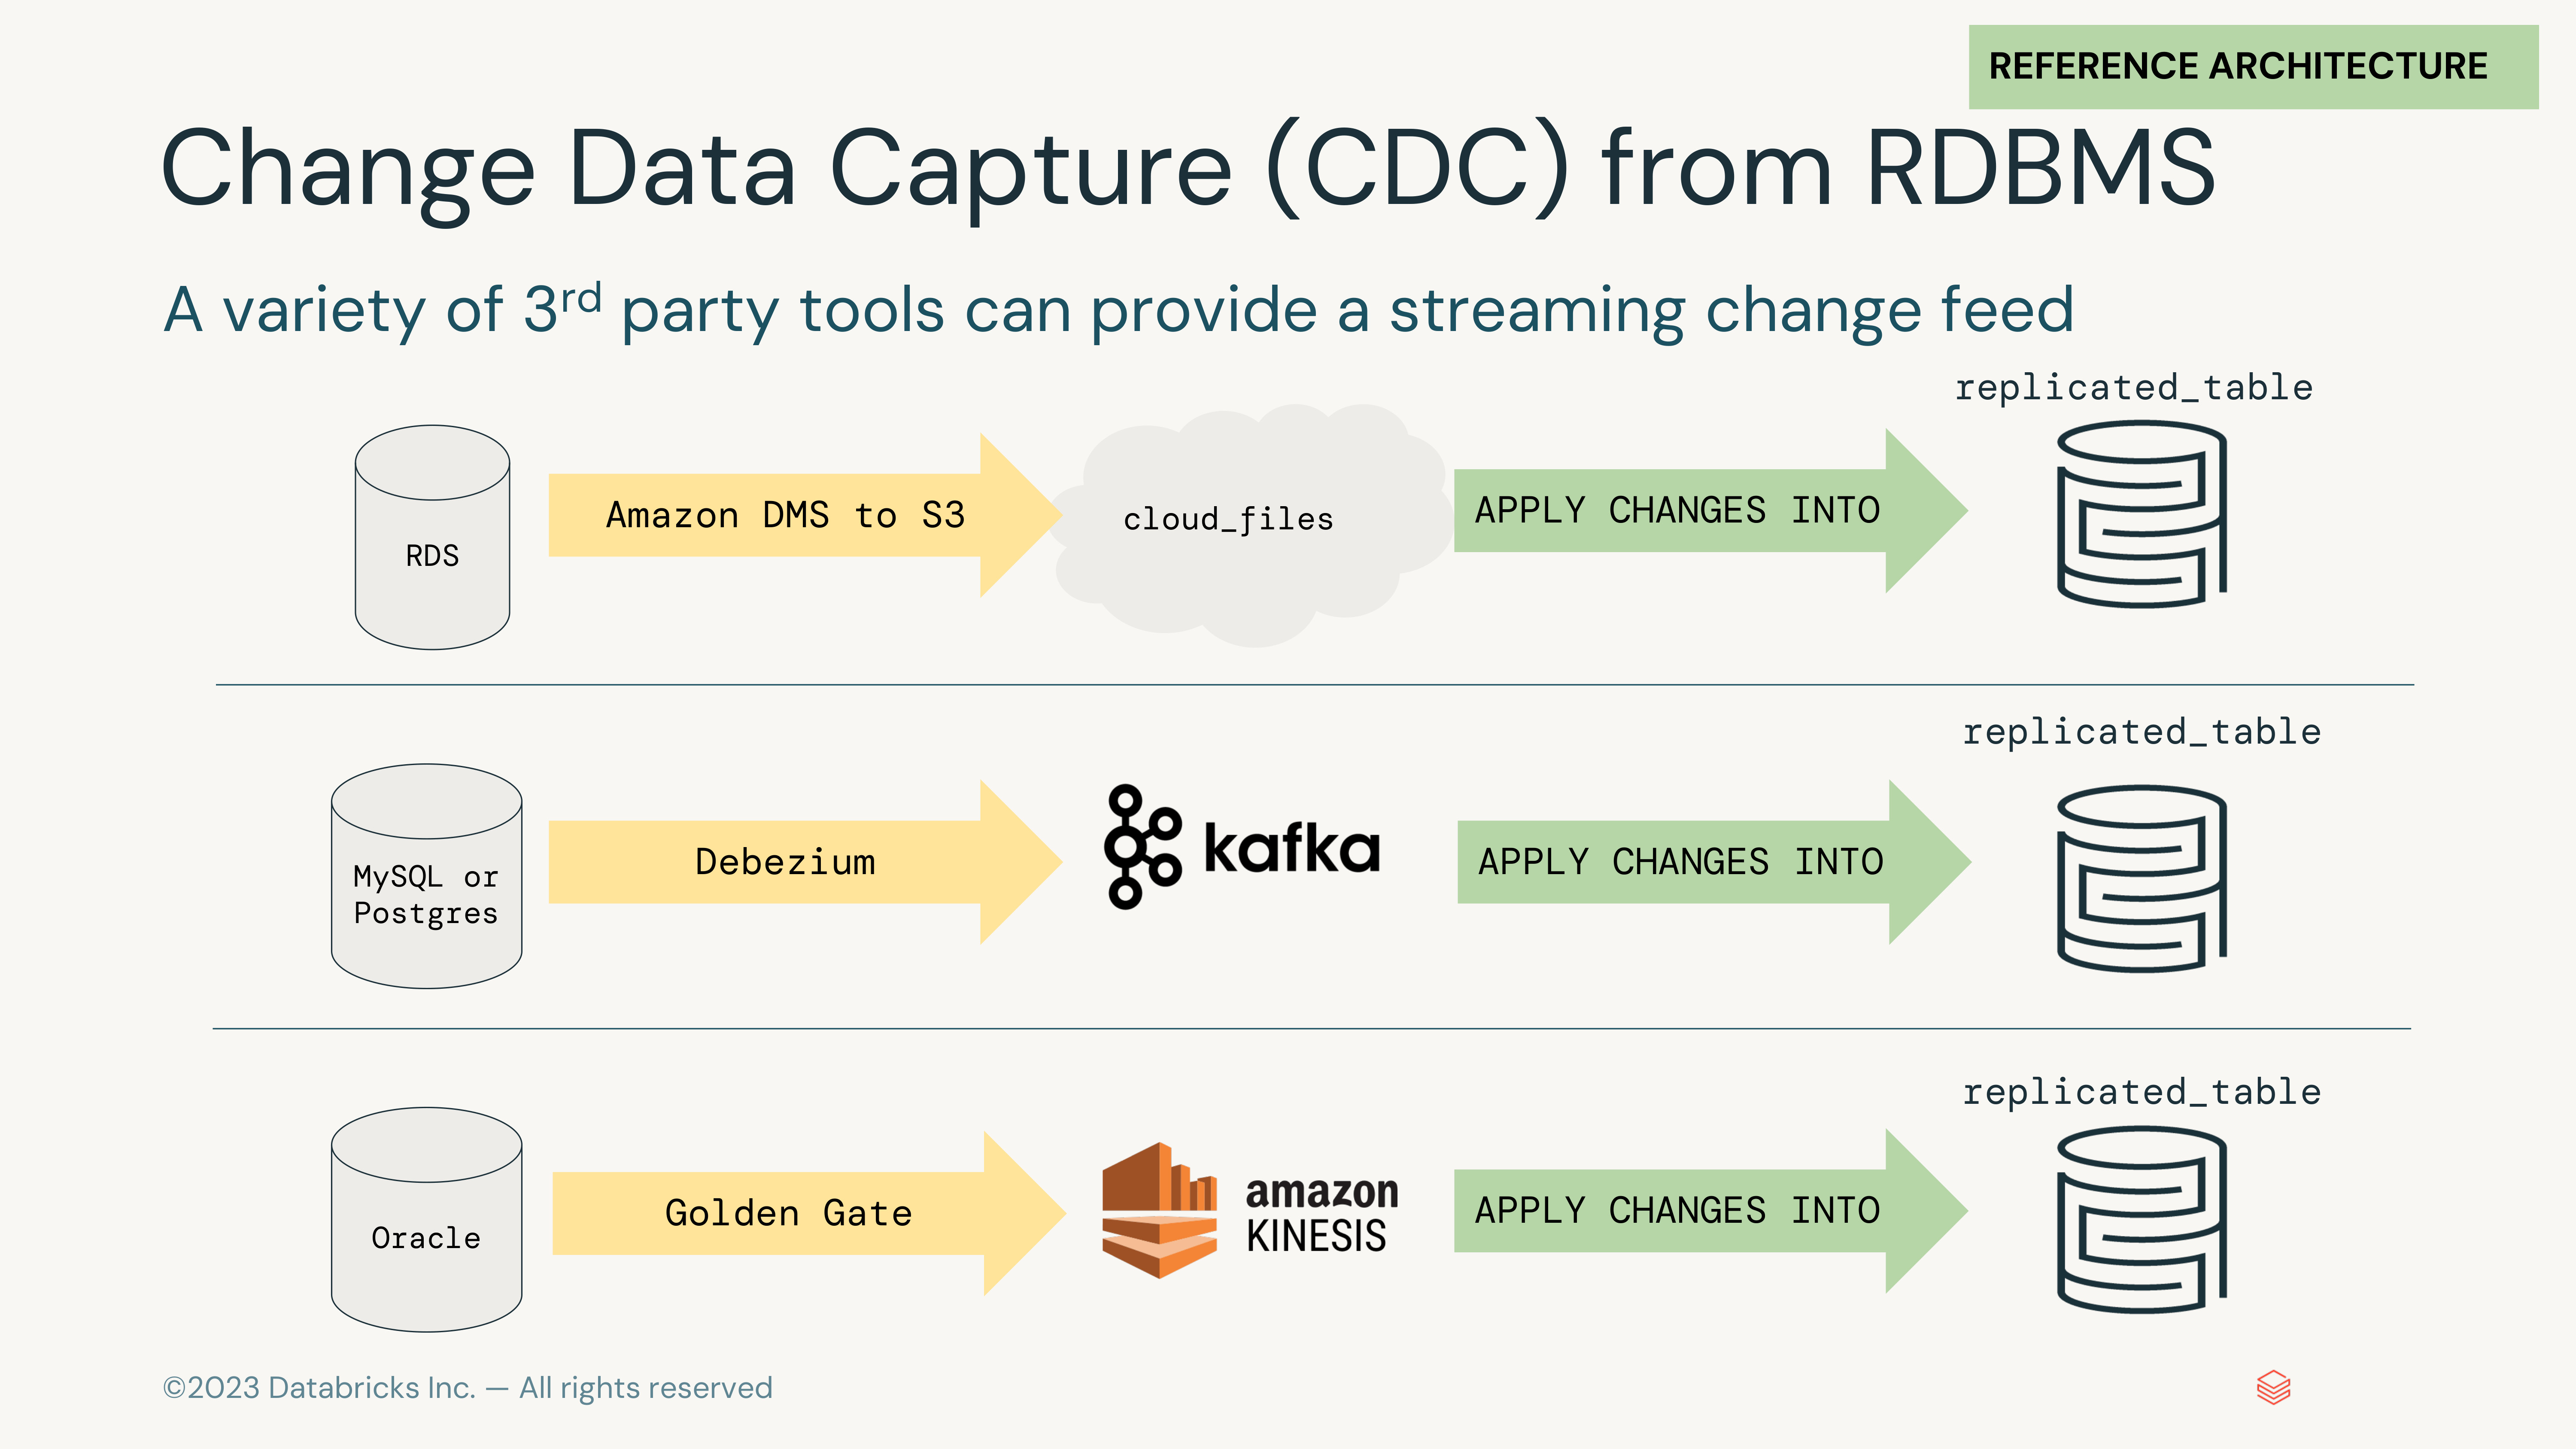 REFERENCE ARCHITECTURE
Change Data Capture (CDC) from RDBMS
A variety of 3rd party tools can provide a streaming change feed
replicated_table
RDS
Amazon DMS to S3
cloud_files
APPLY CHANGES INTO
replicated_table
MySQL or
Postgres
Debezium
kafka
APPLY CHANGES INTO
replicated_table
Oracle
Golden Gate
amazon
KINESIS
APPLY CHANGES INTO
©2023 Databricks Inc. — All rights reserved